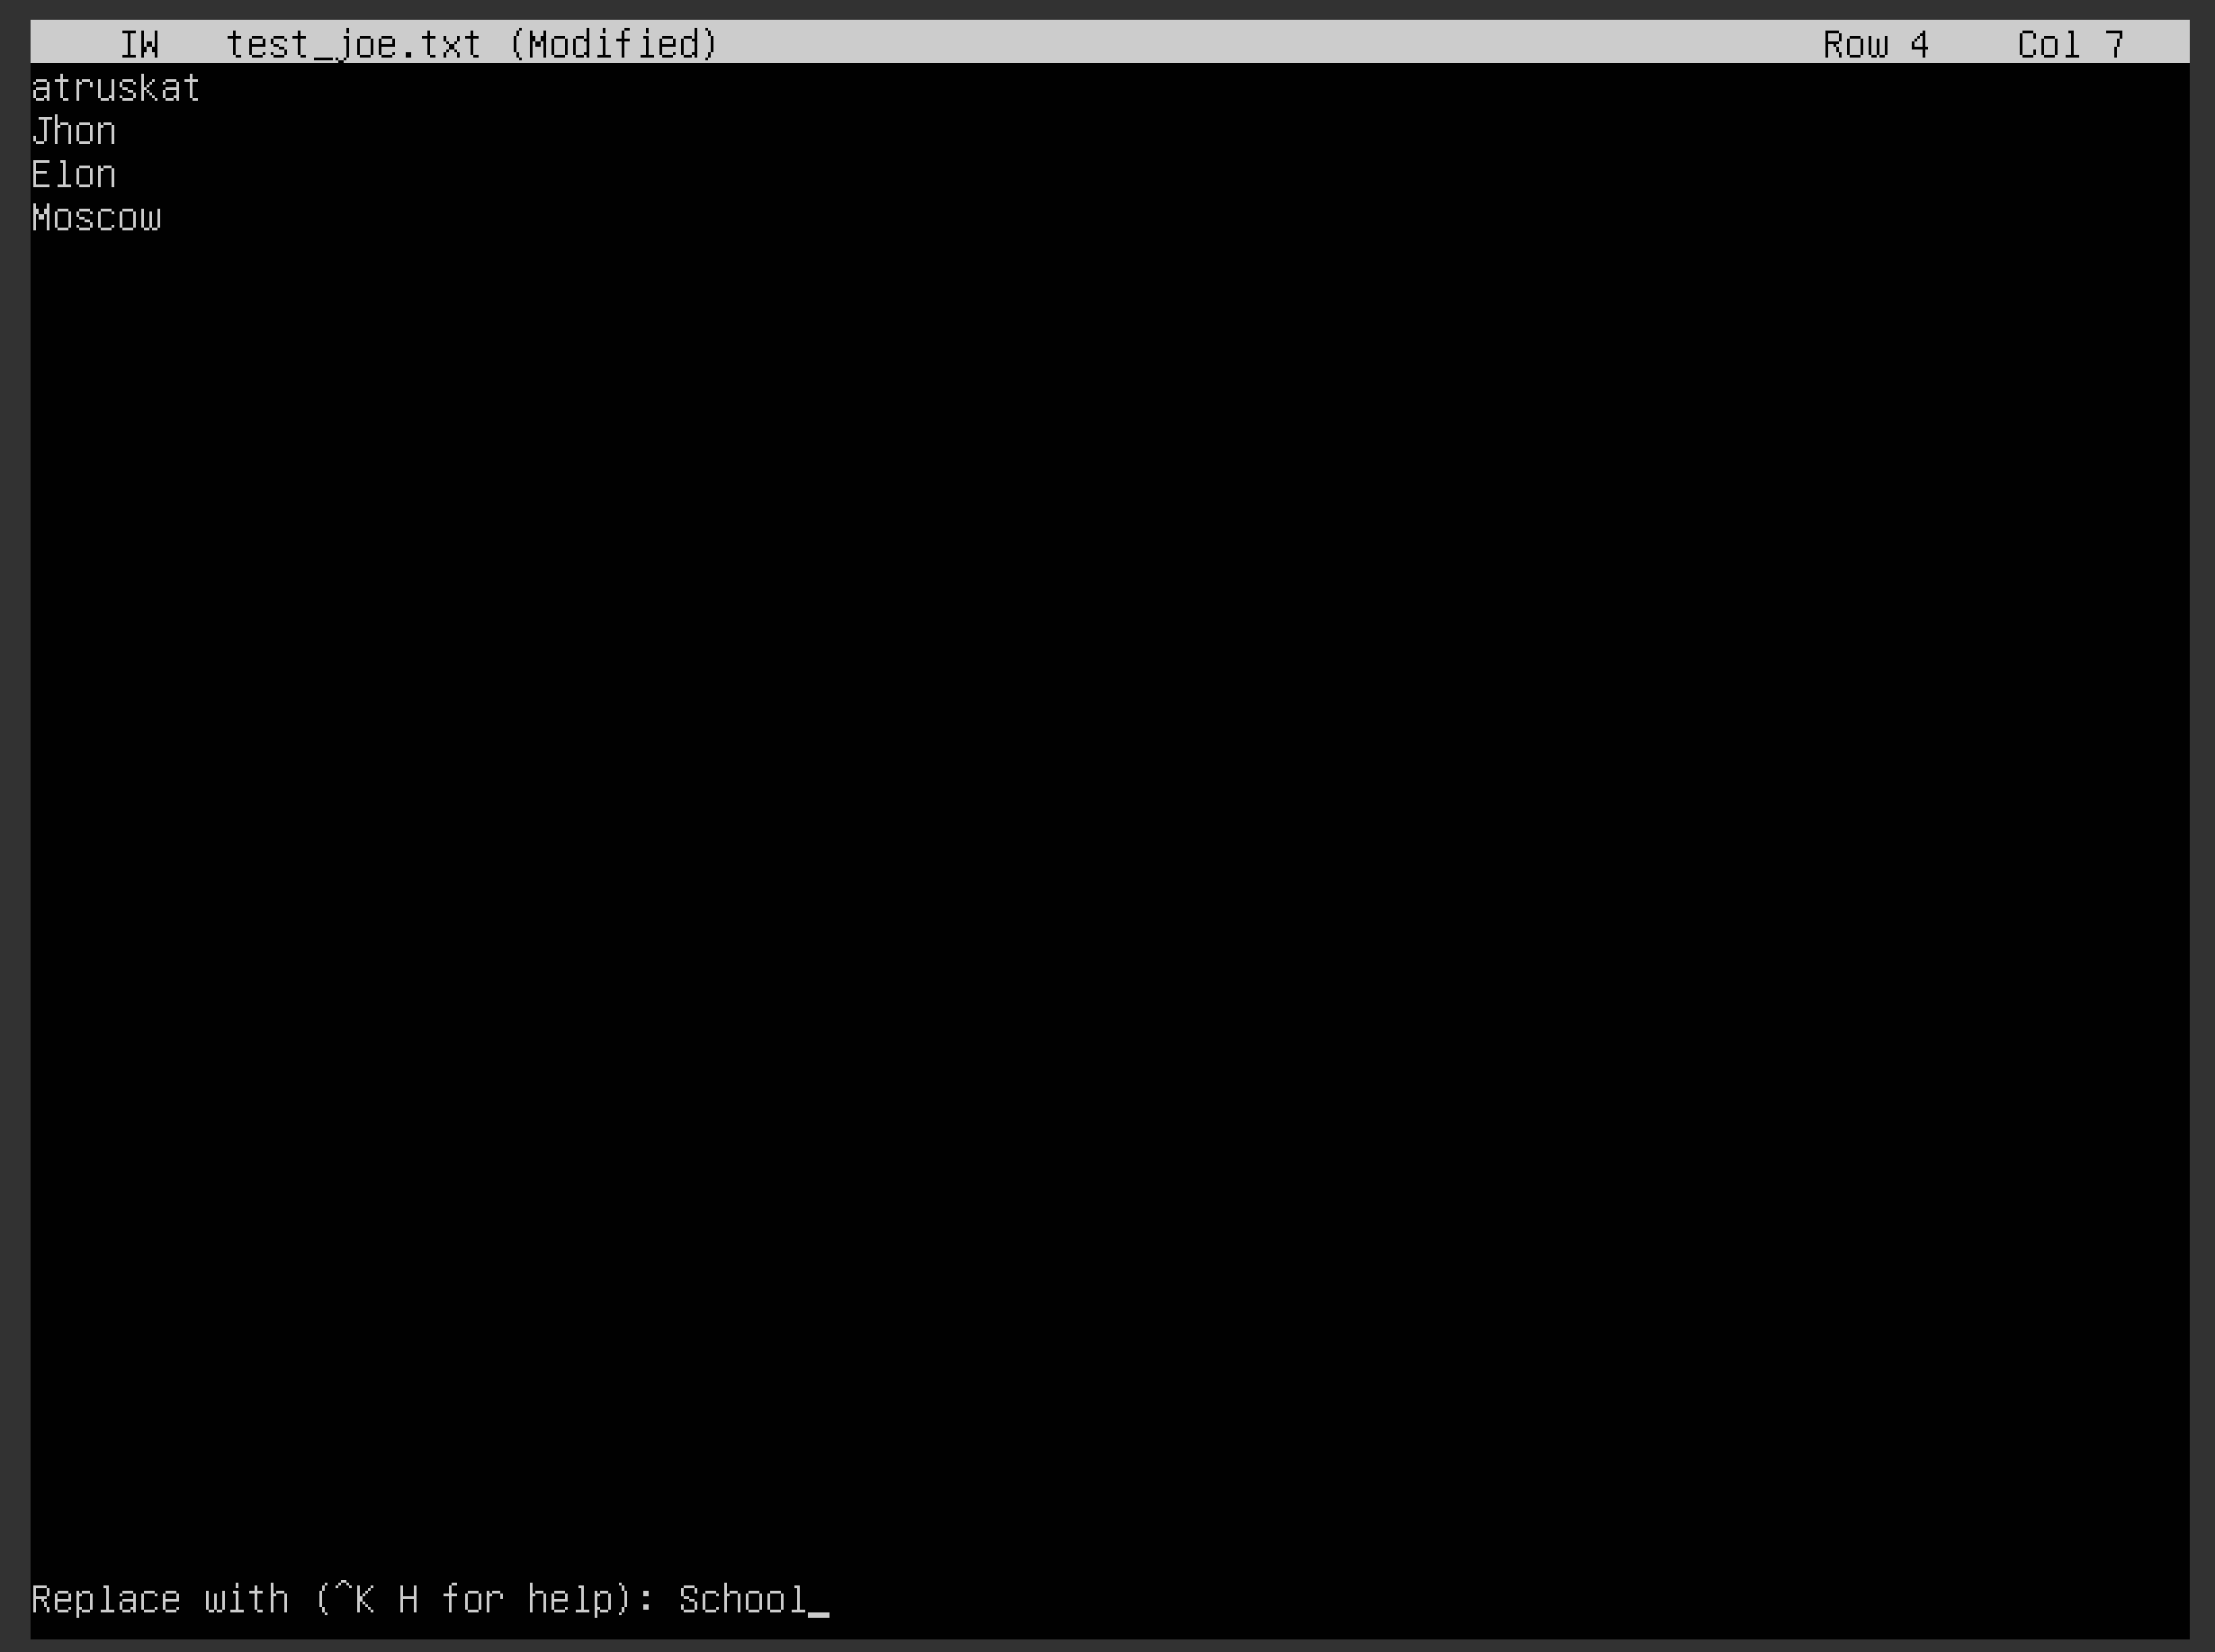 IW   test_joe.txt (Modified)   Row 4    Col 7
atruskat
Jhon
Elon
Moscow
Replace with (^K H for help): School_